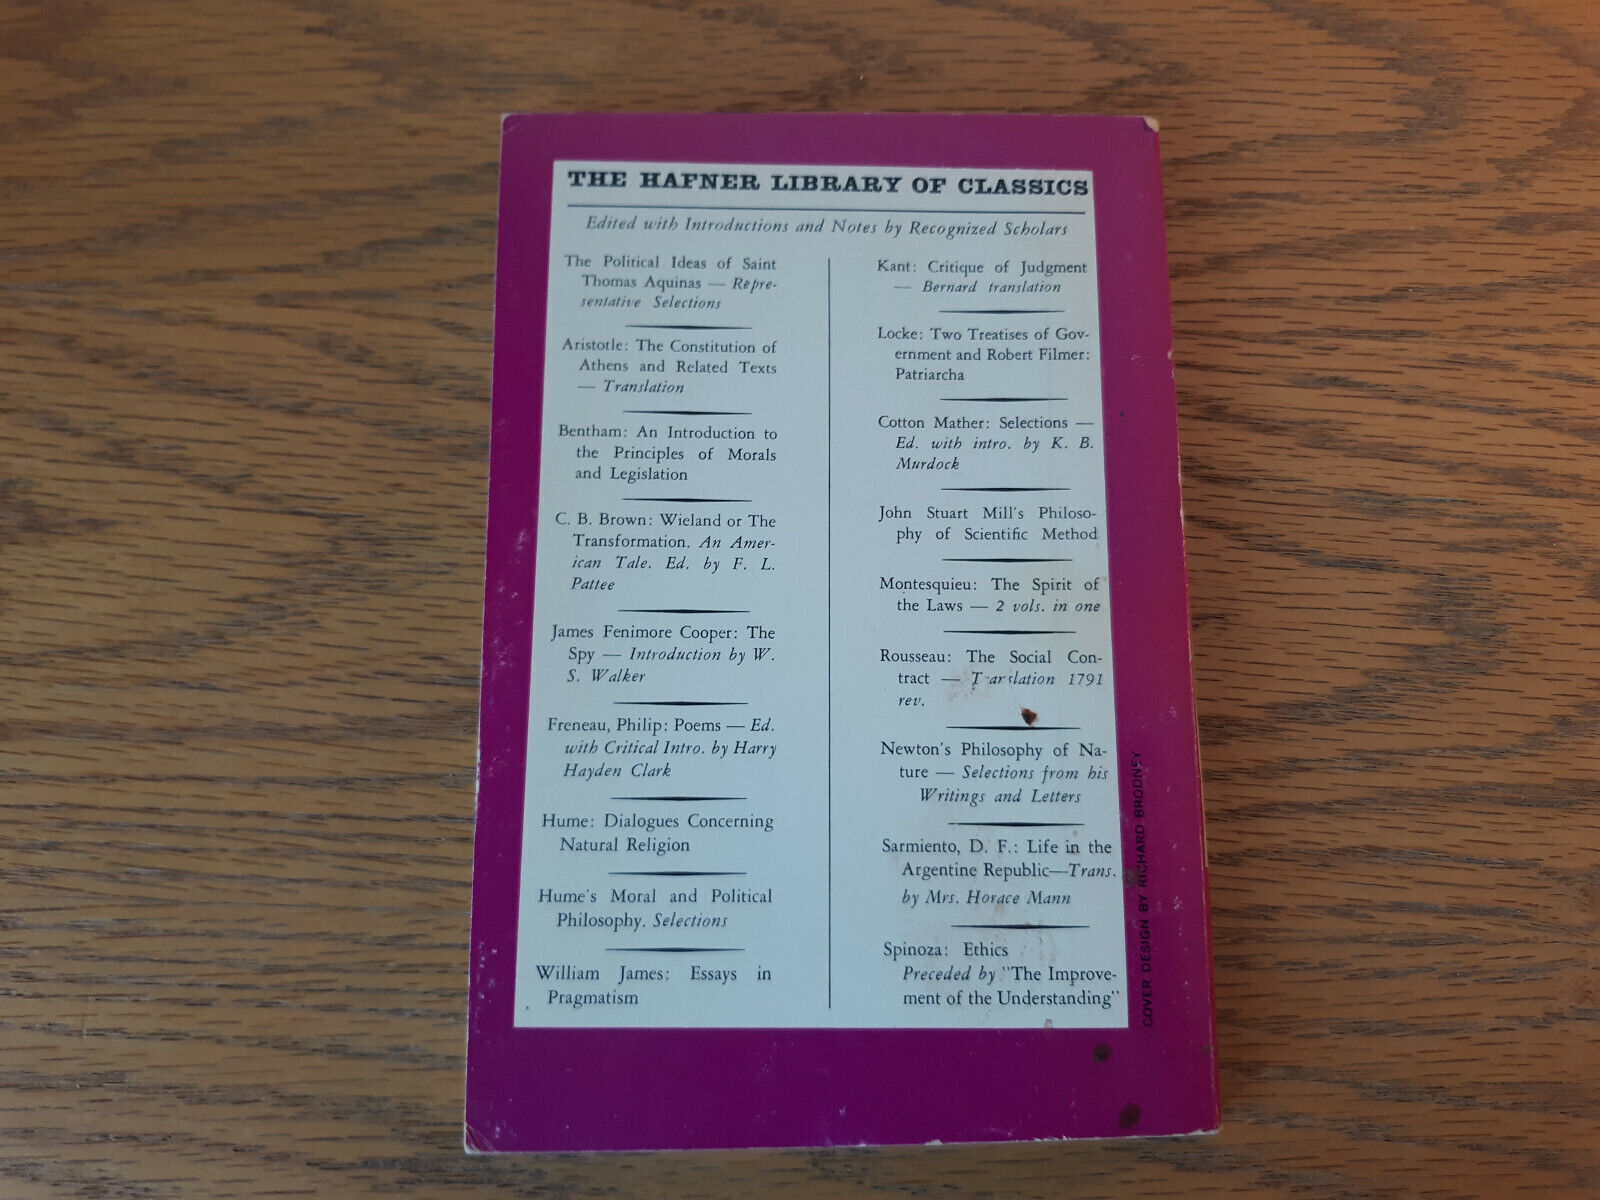 THE HAFNER LIBRARY OF CLASSICS
Edited with Introductions and Notes by Recognized Scholars
The Political Ideas of Saint
Thomas Aquinas — Repre-
sentative Selections
Aristotle: The Constitution of
Athens and Related Texts
— Translation
Bentham: An Introduction to
the Principles of Morals
and Legislation
C. B. Brown: Wieland or The
Transformation. An Amer-
ican Tale. Ed. by F. L.
Pattee
James Fenimore Cooper: The
Spy — Introduction by W.
S. Walker
Freneau, Philip: Poems — Ed.
with Critical Intro. by Harry
Hayden Clark
Hume: Dialogues Concerning
Natural Religion
Hume's Moral and Political
Philosophy. Selections
William James: Essays in
Pragmatism
Kant: Critique of Judgment
— Bernard translation
Locke: Two Treatises of Gov-
ernment and Robert Filmer:
Patriarcha
Cotton Mather: Selections —
Ed. with intro. by K. B.
Murdock
John Stuart Mill's Philoso-
phy of Scientific Method
Montesquieu: The Spirit of
the Laws — 2 vols. in one
Rousseau: The Social Con-
tract — Translation 1791
rev.
Newton's Philosophy of Na-
ture — Selections from his
Writings and Letters
Sarmiento, D. F.: Life in the
Argentine Republic—Trans.
by Mrs. Horace Mann
Spinoza: Ethics
Preceded by "The Improve-
ment of the Understanding"
COVER DESIGN BY RICHARD BRODNEY